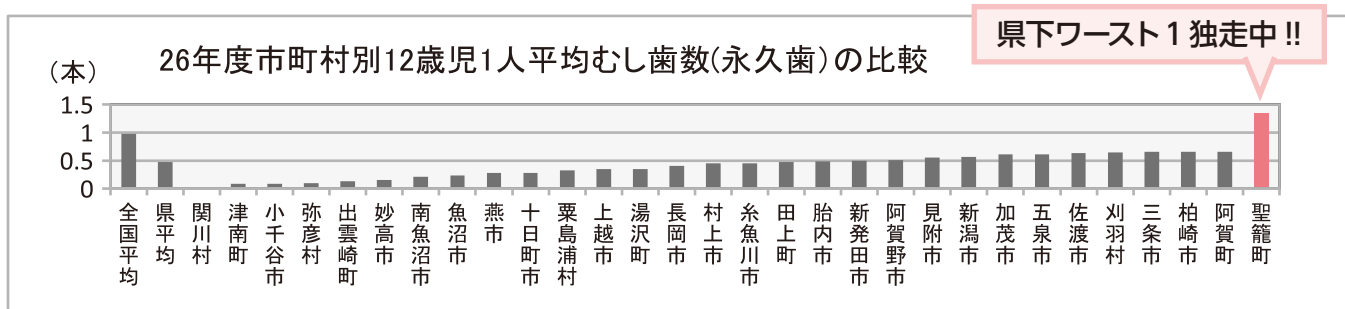 県下ワースト1独走中!!
26年度市町村別12歳児1人平均むし歯数(永久歯)の比較
(本)
1.5
1
0.5
0
全国平均
県平均
関川村
津南町
小千谷市
弥彦村
出雲崎町
妙高市
南魚沼市
魚沼市
燕市
十日町市
粟島浦村
上越市
湯沢町
長岡市
村上市
糸魚川市
田上町
胎内市
新発田市
阿賀野市
見附市
新潟市
加茂市
五泉市
佐渡市
刈羽村
三条市
柏崎市
阿賀町
聖籠町